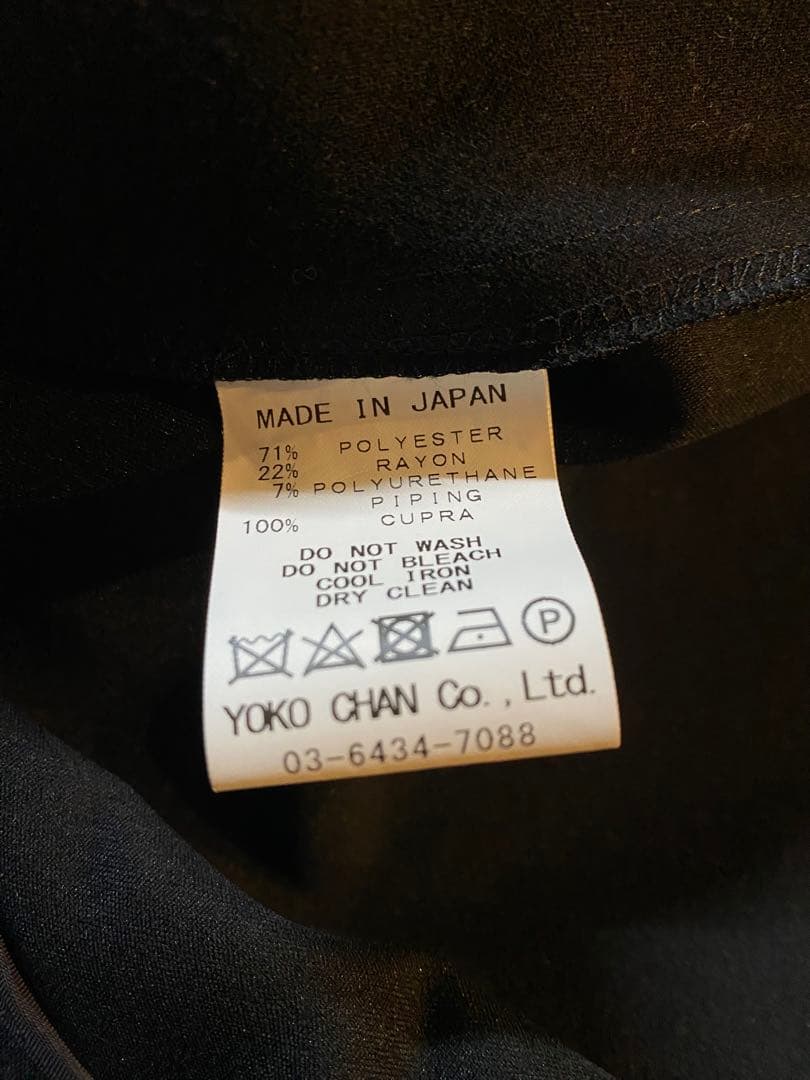 MADE IN JAPAN
71% POLYESTER
22% RAYON
7% POLYURETHANE
PIPING
100% CUPRA
DO NOT WASH
DO NOT BLEACH
COOL IRON
DRY CLEAN
P
YOKO CHAN Co., Ltd.
03-6434-7088